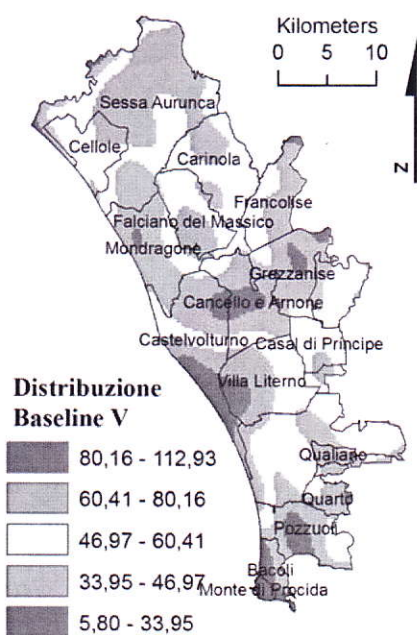 Kilometers
0 5 10
Z
Sessa Aurunca
Cellole
Carinola
Francolise
Falciano del Massico
Mondragone
Grezzanise
Cancello e Arnone
Castelvolturno
Casal di Principe
Villa Literno
Distribuzione
Baseline V
80,16 - 112,93
60,41 - 80,16
46,97 - 60,41
33,95 - 46,97
5,80 - 33,95
Qualiano
Quarto
Pozzuoli
Bacoli
Monte di Procida